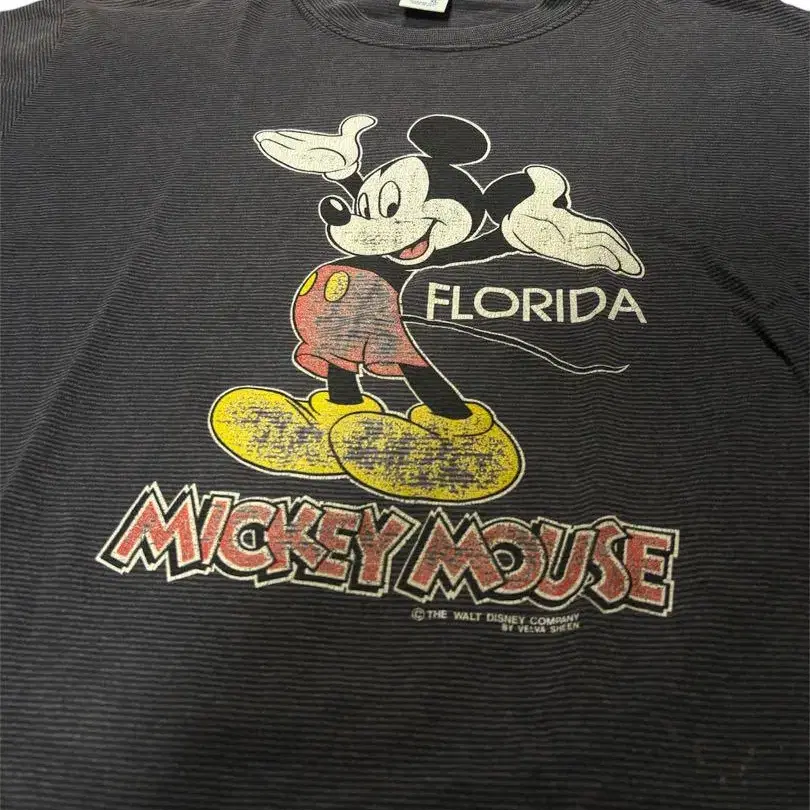 FLORIDA
MICKEY MOUSE
© THE WALT DISNEY COMPANY
BY VELVA SHEEN